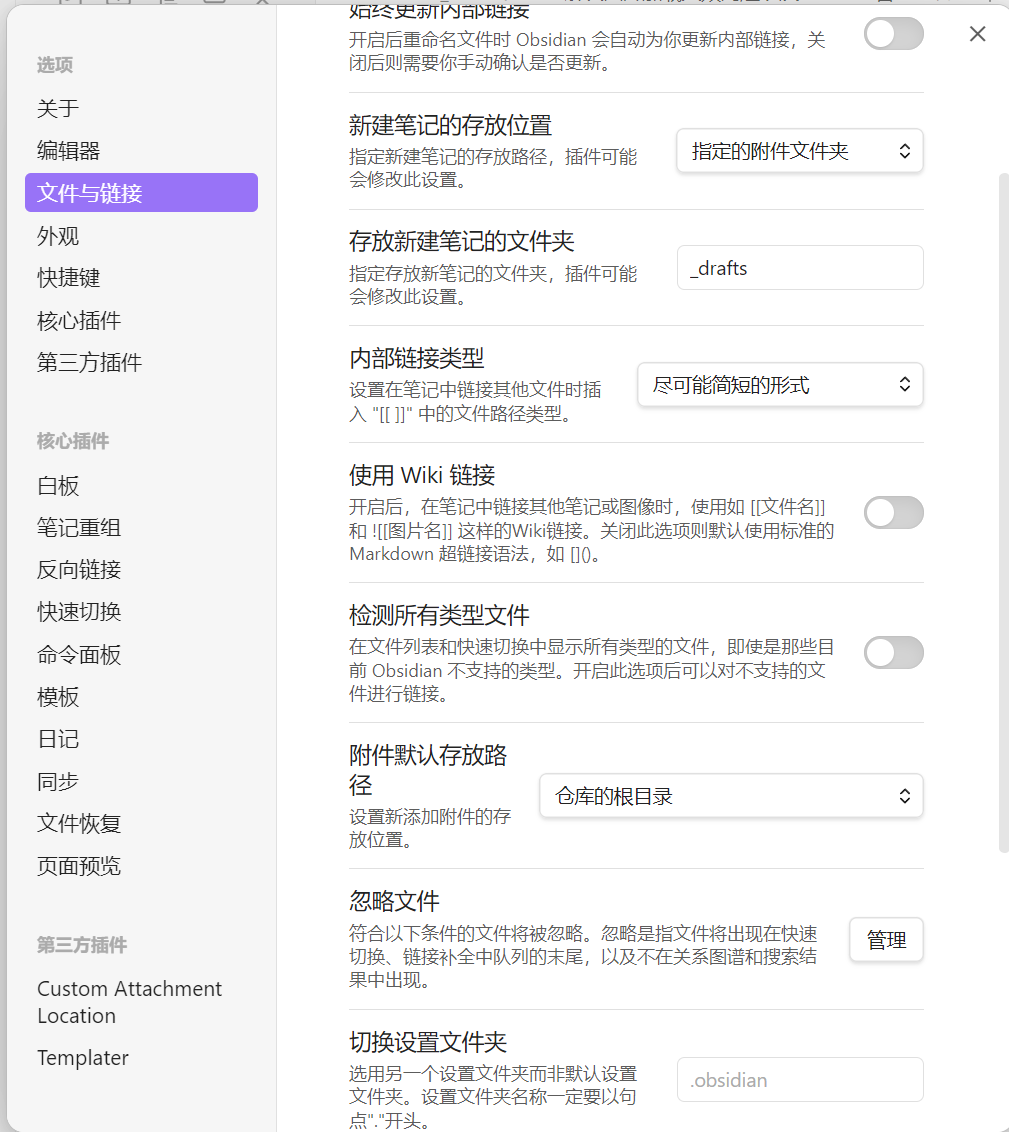 选项
关于
编辑器
文件与链接
外观
快捷键
核心插件
第三方插件
核心插件
白板
笔记重组
反向链接
快速切换
命令面板
模板
日记
同步
文件恢复
页面预览
第三方插件
Custom Attachment
Location
Templater
始终更新内部链接
开启后重命名文件时 Obsidian 会自动为你更新内部链接，关
闭后则需要你手动确认是否更新。
新建笔记的存放位置
指定新建笔记的存放路径，插件可能
会修改此设置。
指定的附件文件夹
存放新建笔记的文件夹
指定存放新笔记的文件夹，插件可能
会修改此设置。
_drafts
内部链接类型
设置在笔记中链接其他文件时插
入 "[[ ]]" 中的文件路径类型。
尽可能简短的形式
使用 Wiki 链接
开启后，在笔记中链接其他笔记或图像时，使用如 [[文件名]]
和 ![[图片名]] 这样的Wiki链接。关闭此选项则默认使用标准的
Markdown 超链接语法，如 []()。
检测所有类型文件
在文件列表和快速切换中显示所有类型的文件，即使是那些目
前 Obsidian 不支持的类型。开启此选项后可以对不支持的文
件进行链接。
附件默认存放路
径
设置新添加附件的存
放位置。
仓库的根目录
忽略文件
符合以下条件的文件将被忽略。忽略是指文件将出现在快速
切换、链接补全中队列的末尾，以及不在关系图谱和搜索结
果中出现。
管理
切换设置文件夹
选用另一个设置文件夹而非默认设置
文件夹。设置文件夹名称一定要以句
点"."开头。
.obsidian